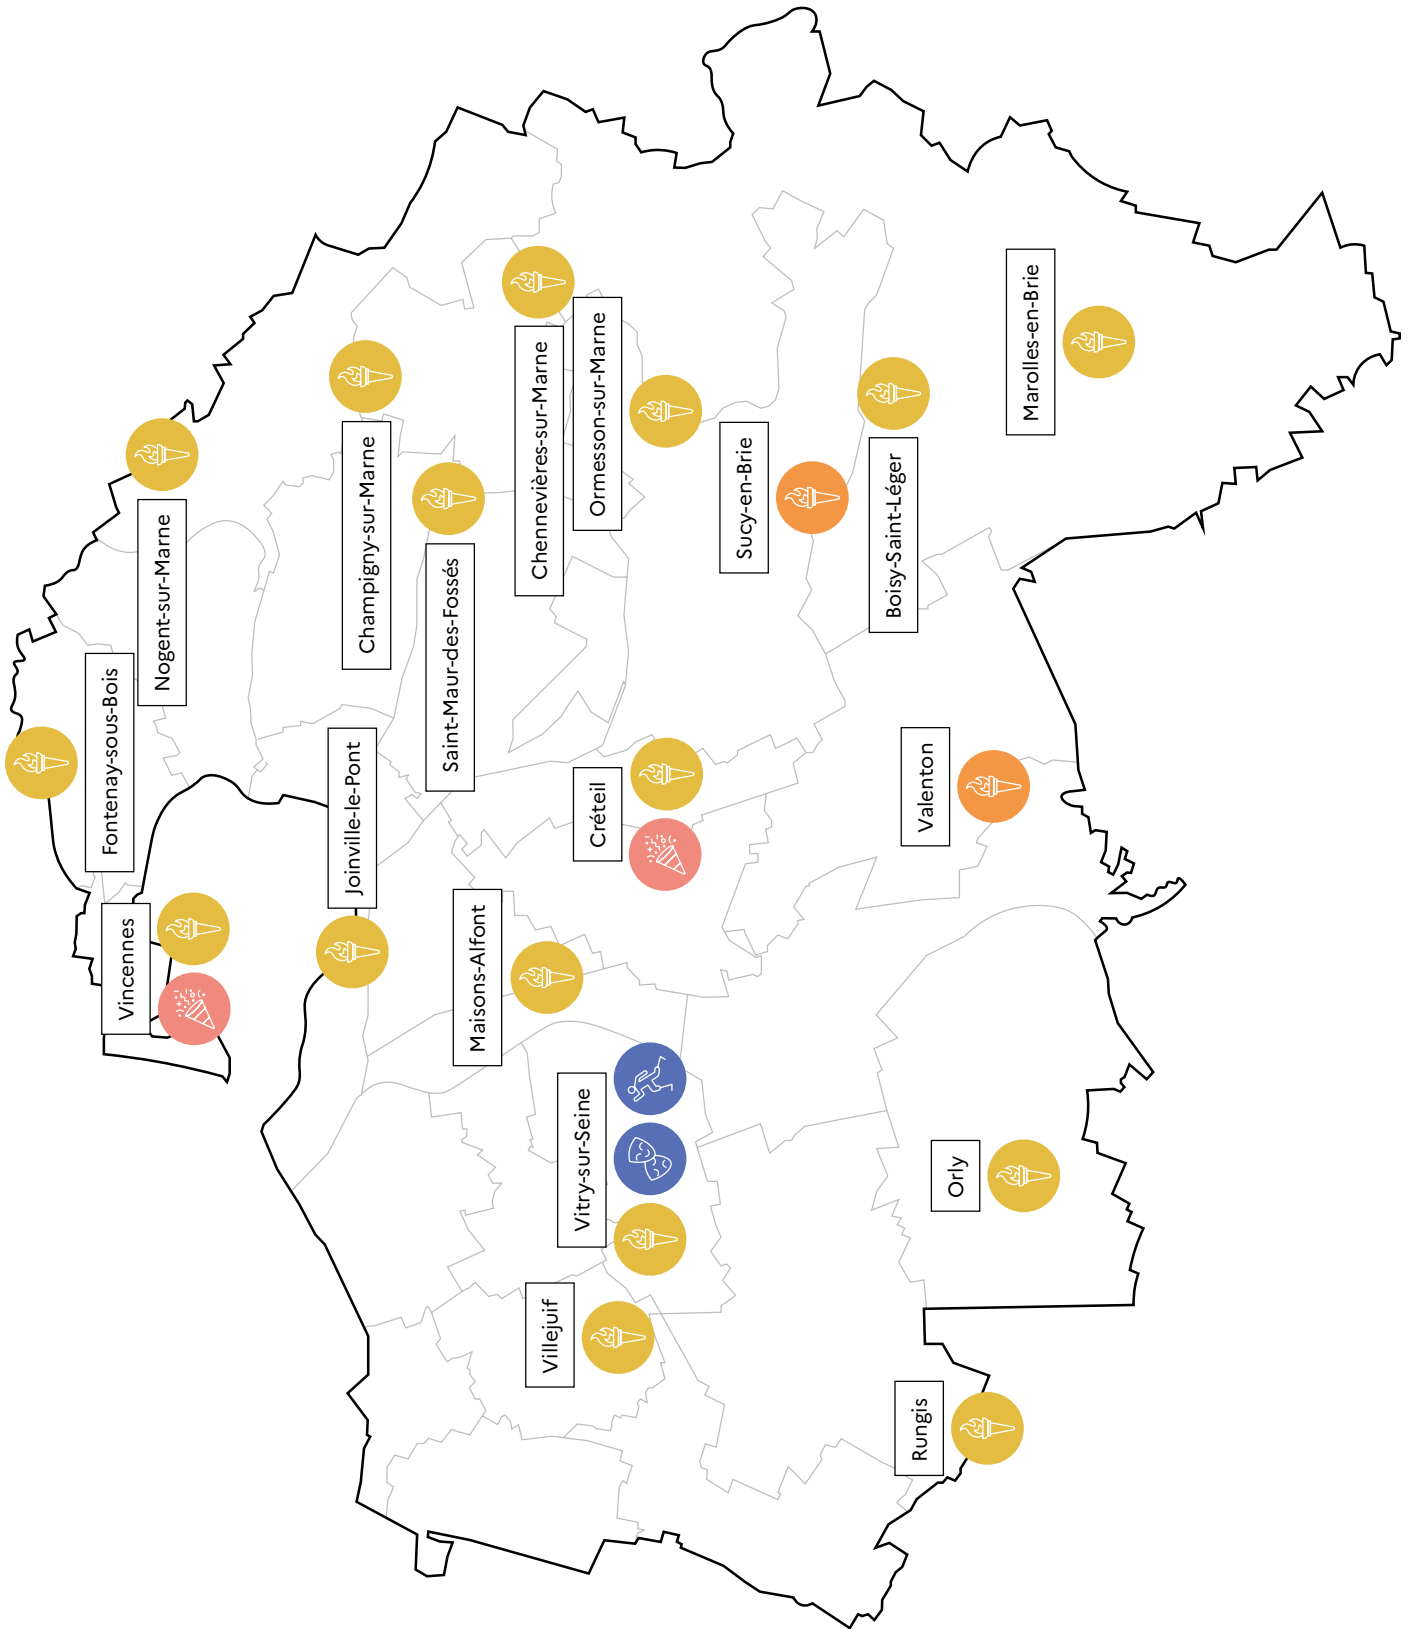 Fontenay-sous-Bois
Vincennes
Nogent-sur-Marne
Joinville-le-Pont
Champigny-sur-Marne
Saint-Maur-des-Fossés
Maisons-Alfont
Chennevières-sur-Marne
Villejuif
Vitry-sur-Seine
Créteil
Ormesson-sur-Marne
Sucy-en-Brie
Boisy-Saint-Léger
Rungis
Valenton
Orly
Marolles-en-Brie